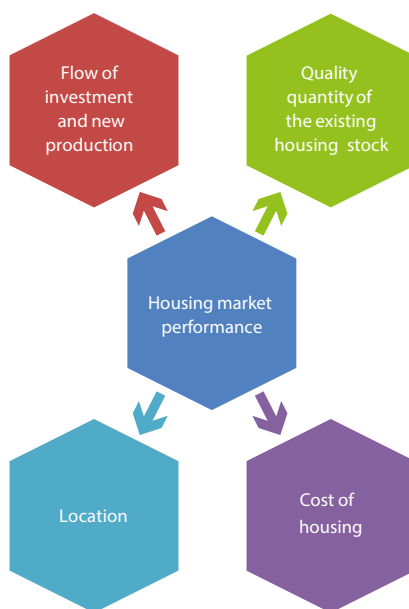 Flow of
investment
and new
production
Quality
quantity of
the existing
housing stock
Housing market
performance
Location
Cost of
housing